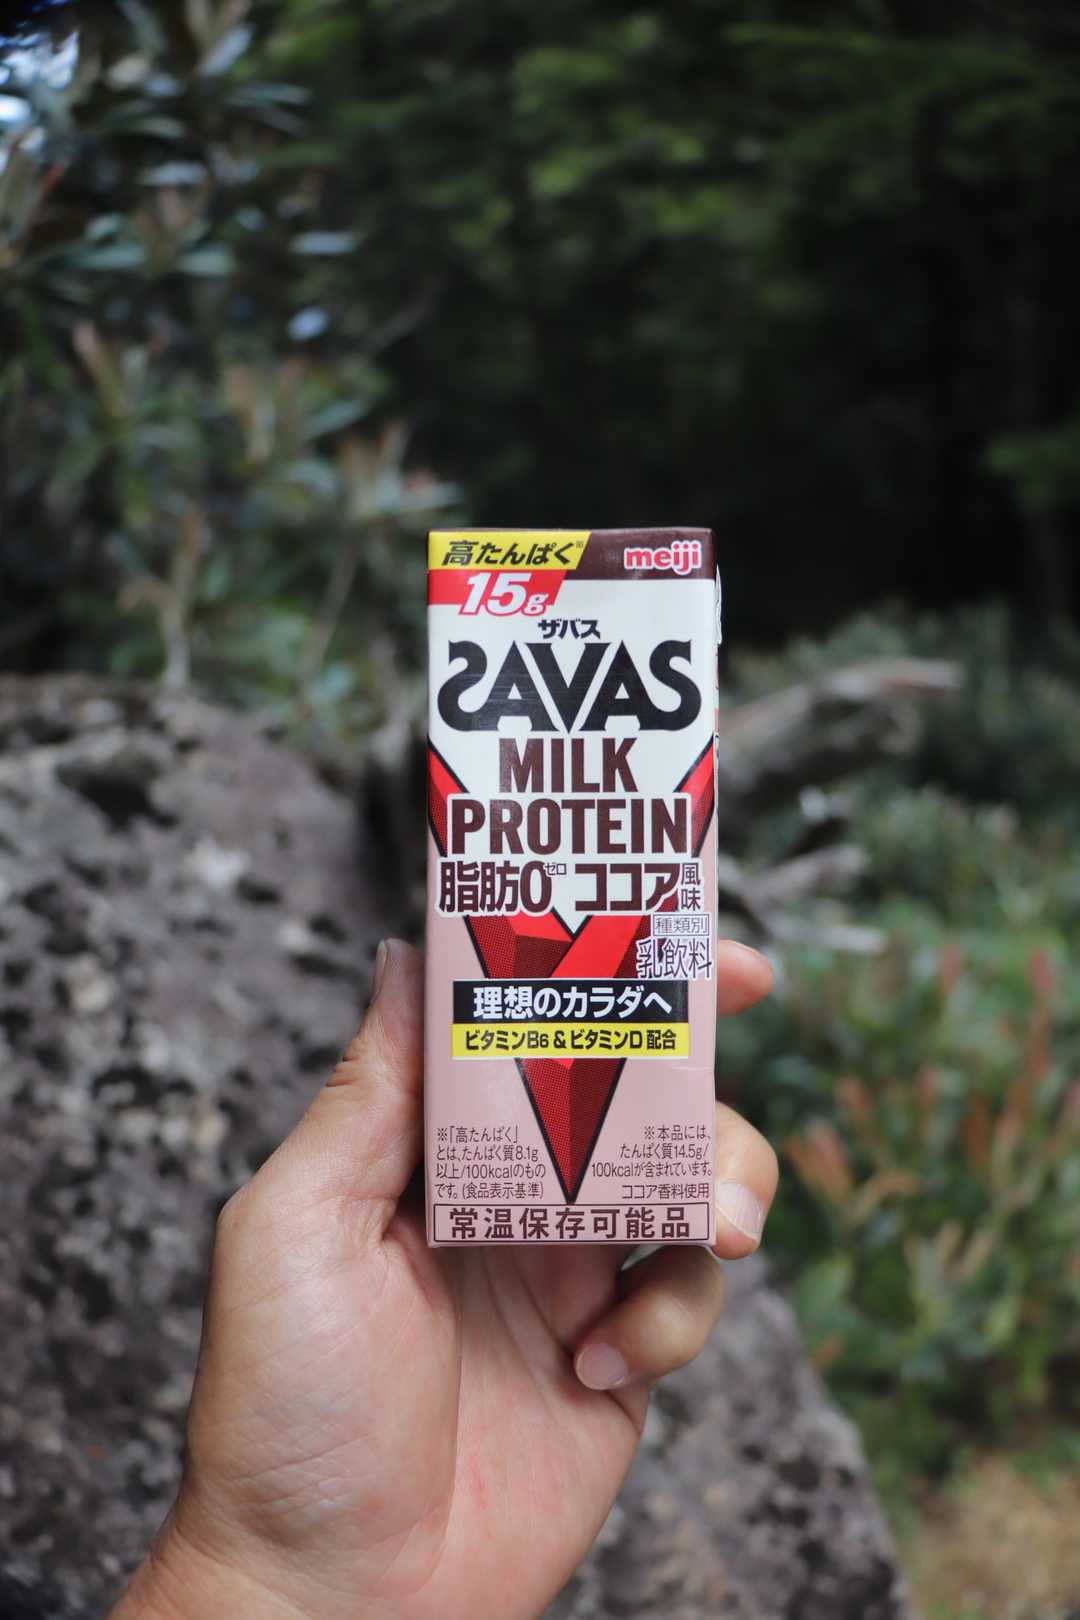 高たんぱく※
meiji
15g
ザバス
SAVAS
MILK
PROTEIN
脂肪0ゼロ ココア風味
種類別
乳飲料
理想のカラダへ
ビタミンB6 & ビタミンD 配合
※「高たんぱく」
とは、たんぱく質8.1g
以上/100kcalのもの
です。(食品表示基準)
※本品には、
たんぱく質14.5g/
100kcalが含まれています。
ココア香料使用
常温保存可能品